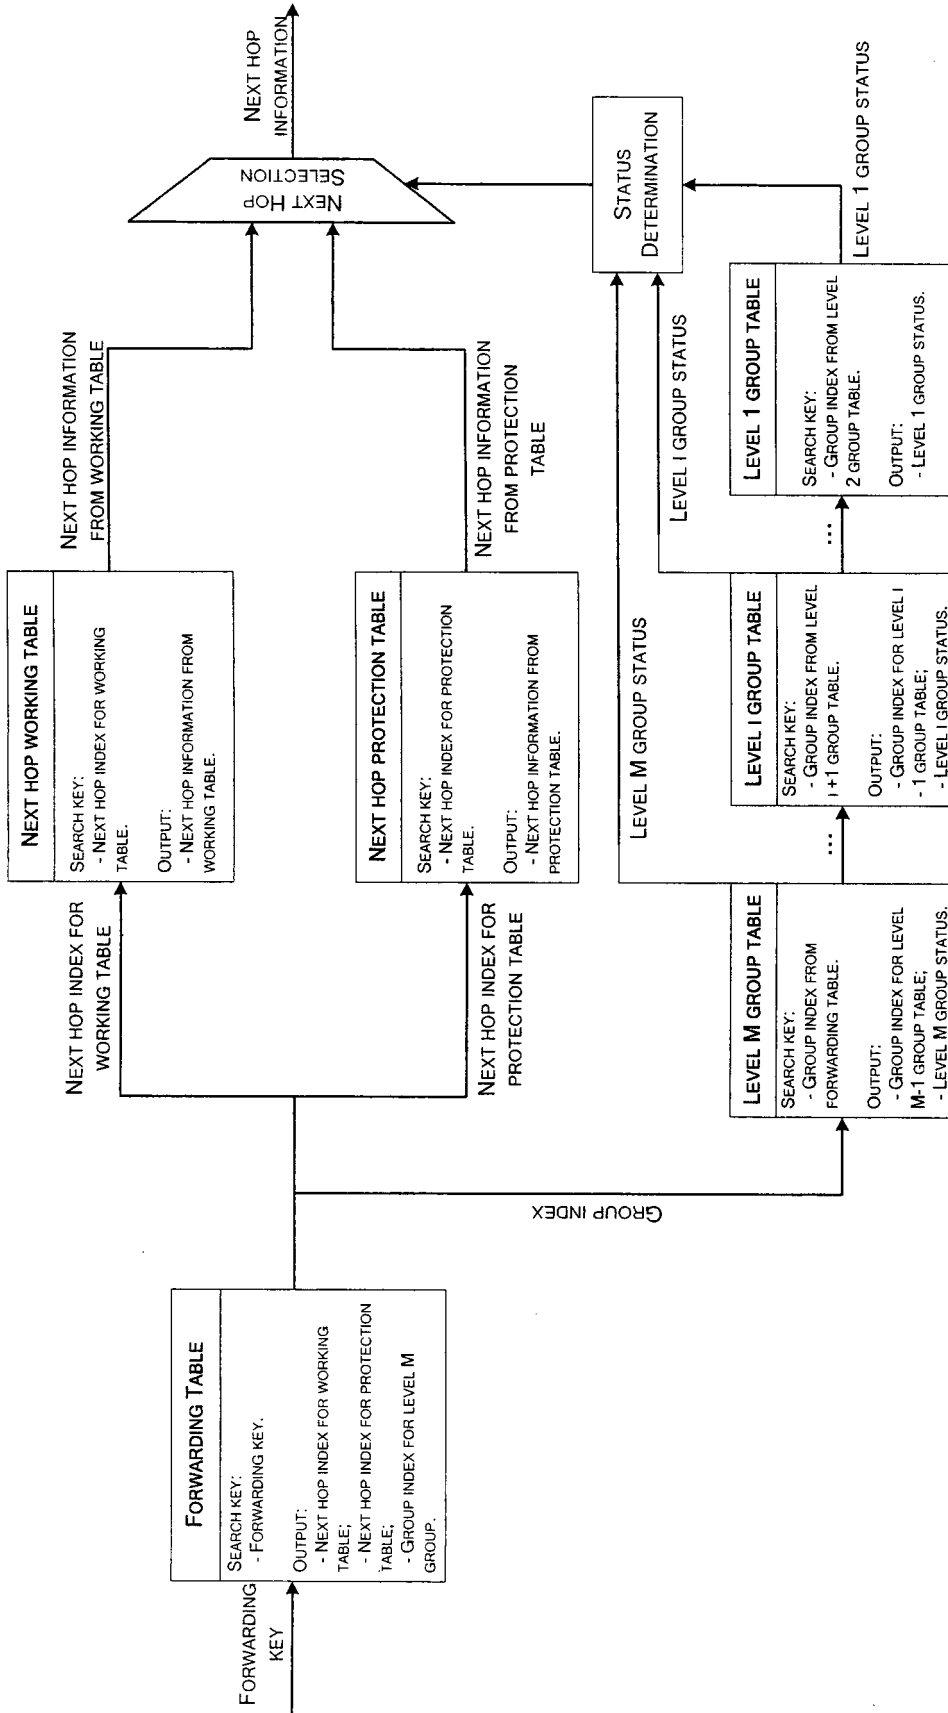 FORWARDING
KEY
FORWARDING TABLE
SEARCH KEY:
- FORWARDING KEY.
OUTPUT:
- NEXT HOP INDEX FOR WORKING
TABLE;
- NEXT HOP INDEX FOR PROTECTION
TABLE;
- GROUP INDEX FOR LEVEL M
GROUP.
GROUP INDEX
NEXT HOP INDEX FOR
WORKING TABLE
NEXT HOP INDEX FOR
PROTECTION TABLE
NEXT HOP WORKING TABLE
SEARCH KEY:
- NEXT HOP INDEX FOR WORKING
TABLE.
OUTPUT:
- NEXT HOP INFORMATION FROM
WORKING TABLE.
NEXT HOP PROTECTION TABLE
SEARCH KEY:
- NEXT HOP INDEX FOR PROTECTION
TABLE.
OUTPUT:
- NEXT HOP INFORMATION FROM
PROTECTION TABLE.
NEXT HOP INFORMATION
FROM WORKING TABLE
NEXT HOP INFORMATION
FROM PROTECTION
TABLE
NEXT HOP
SELECTION
NEXT HOP
INFORMATION
LEVEL M GROUP TABLE
SEARCH KEY:
- GROUP INDEX FROM
FORWARDING TABLE.
OUTPUT:
- GROUP INDEX FOR LEVEL
M-1 GROUP TABLE;
- LEVEL M GROUP STATUS.
...
LEVEL I GROUP TABLE
SEARCH KEY:
- GROUP INDEX FROM LEVEL
I +1 GROUP TABLE.
OUTPUT:
- GROUP INDEX FOR LEVEL I
- 1 GROUP TABLE;
- LEVEL I GROUP STATUS.
...
LEVEL 1 GROUP TABLE
SEARCH KEY:
- GROUP INDEX FROM LEVEL
2 GROUP TABLE.
OUTPUT:
- LEVEL 1 GROUP STATUS.
LEVEL M GROUP STATUS
LEVEL I GROUP STATUS
LEVEL 1 GROUP STATUS
STATUS
DETERMINATION